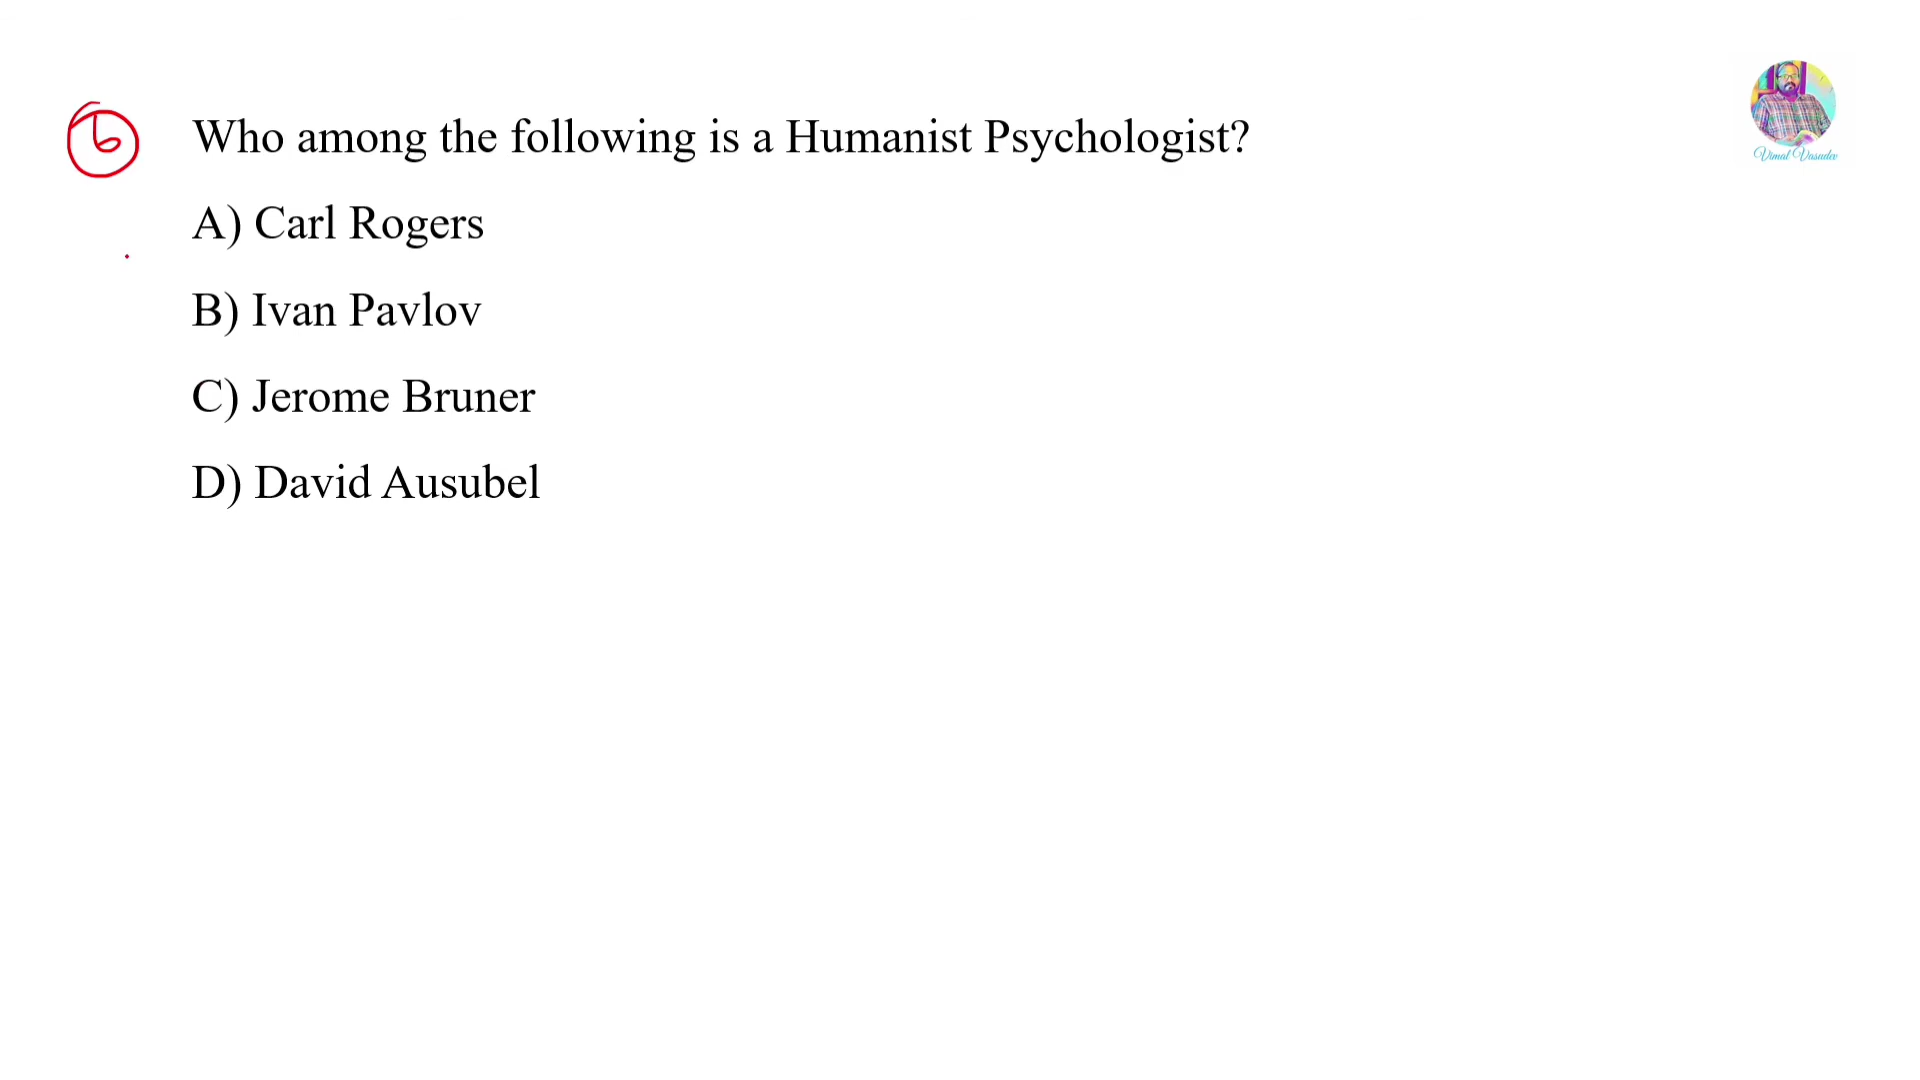 6 Who among the following is a Humanist Psychologist?
A) Carl Rogers
B) Ivan Pavlov
C) Jerome Bruner
D) David Ausubel
Vimal Vasudev